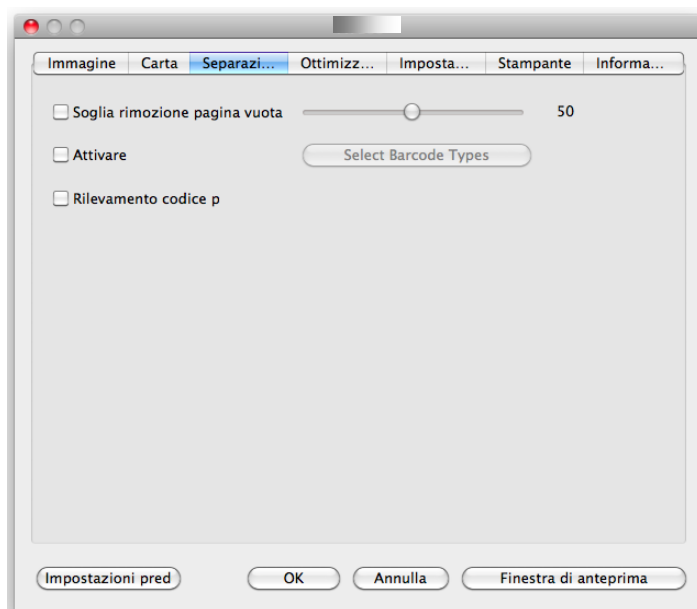 Immagine Carta Separazi... Ottimizz... Imposta... Stampante Informa...
Soglia rimozione pagina vuota 50
Attivare Select Barcode Types
Rilevamento codice p
Impostazioni pred OK Annulla Finestra di anteprima